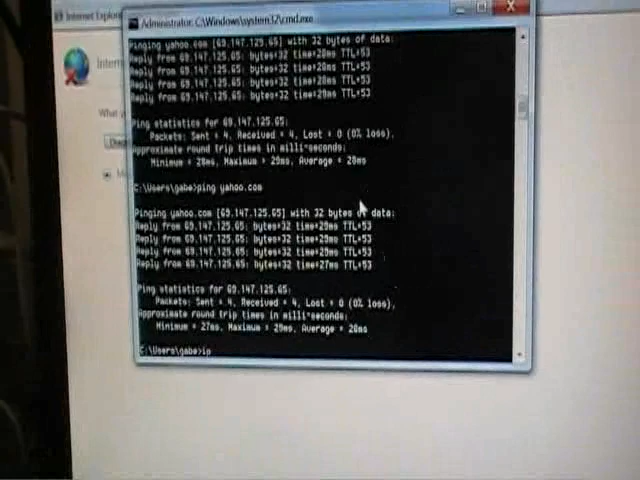 Internet Explorer
Administrator: C:\Windows\system32\cmd.exe
Pinging yahoo.com [69.147.125.65] with 32 bytes of data:
Reply from 69.147.125.65: bytes=32 time=28ms TTL=53
Reply from 69.147.125.65: bytes=32 time=28ms TTL=53
Reply from 69.147.125.65: bytes=32 time=28ms TTL=53
Reply from 69.147.125.65: bytes=32 time=29ms TTL=53
Ping statistics for 69.147.125.65:
Packets: Sent = 4, Received = 4, Lost = 0 (0% loss),
Approximate round trip times in milli-seconds:
Minimum = 28ms, Maximum = 29ms, Average = 28ms
C:\Users\gabe>ping yahoo.com
Pinging yahoo.com [69.147.125.65] with 32 bytes of data:
Reply from 69.147.125.65: bytes=32 time=29ms TTL=53
Reply from 69.147.125.65: bytes=32 time=29ms TTL=53
Reply from 69.147.125.65: bytes=32 time=29ms TTL=53
Reply from 69.147.125.65: bytes=32 time=27ms TTL=53
Ping statistics for 69.147.125.65:
Packets: Sent = 4, Received = 4, Lost = 0 (0% loss),
Approximate round trip times in milli-seconds:
Minimum = 27ms, Maximum = 29ms, Average = 28ms
C:\Users\gabe>ip